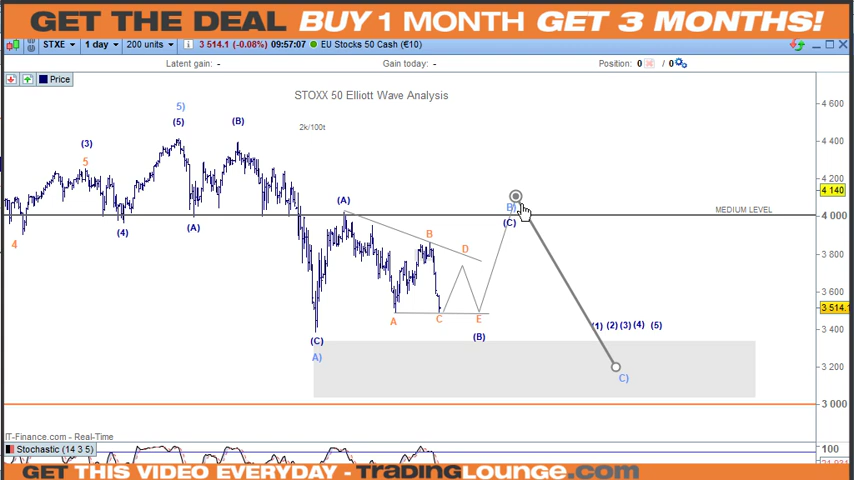 GET THE DEAL BUY 1 MONTH GET 3 MONTHS!
STXE 1 day 200 units 3 514.1 (-0.08%) 09:57:07 EU Stocks 50 Cash (€10)
Latent gain: - Gain today: - Position: 0 / 0
Price
STOXX 50 Elliott Wave Analysis
2k/100t
5)
(5)
(B)
(3)
5
4
(4)
(A)
(A)
B
D
B)
(C)
A
C
E
(B)
(C)
A)
(1) (2) (3) (4) (5)
C)
MEDIUM LEVEL
4 600
4 400
4 200
4 140
4 000
3 800
3 600
3 514.1
3 400
3 200
3 000
IT-Finance.com - Real-Time
Stochastic (14 3 5)
100
GET THIS VIDEO EVERYDAY - TradingLounge.com